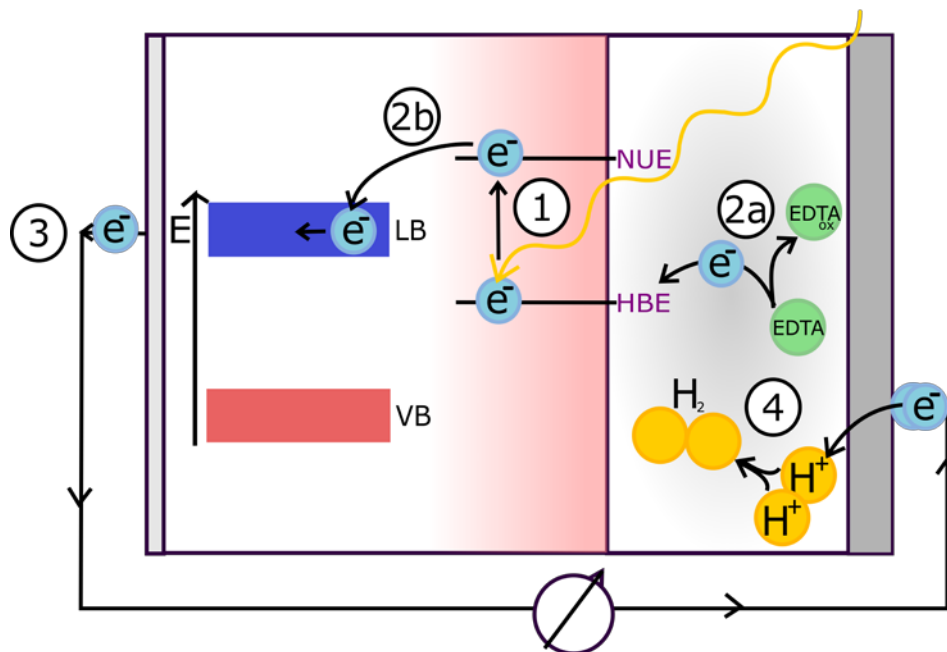 2b
e-
NUE
1
2a
EDTA
ox
3
e-
E
e-
LB
e-
e-
HBE
EDTA
VB
H2
4
e-
H+
H+